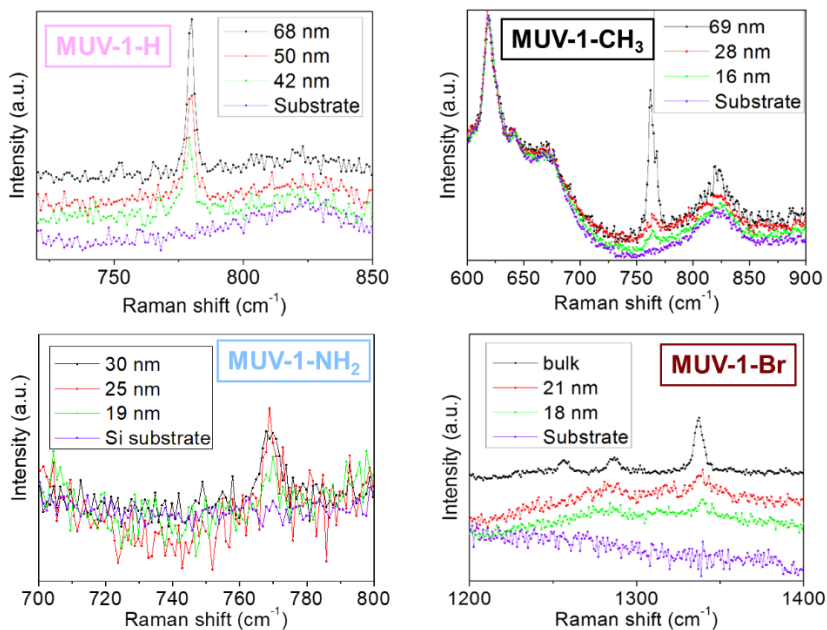 MUV-1-H
68 nm
50 nm
42 nm
Substrate
Intensity (a.u.)
750
800
850
Raman shift (cm⁻¹)
MUV-1-CH₃
69 nm
28 nm
16 nm
Substrate
Intensity (a.u.)
600
650
700
750
800
850
900
Raman shift (cm⁻¹)
30 nm
25 nm
19 nm
Si substrate
MUV-1-NH₂
Intensity (a.u.)
700
720
740
760
780
800
Raman shift (cm⁻¹)
bulk
21 nm
18 nm
Substrate
MUV-1-Br
Intensity (a.u.)
1200
1300
1400
Raman shift (cm⁻¹)